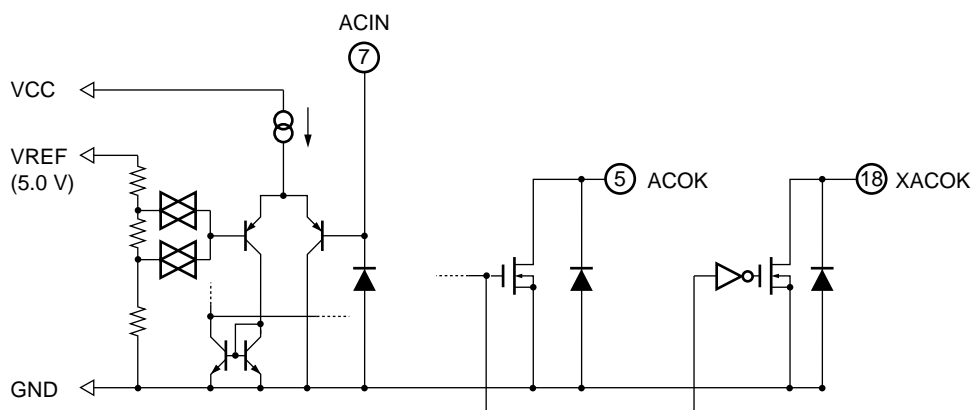 ACIN
7
VCC
VREF
(5.0 V)
5 ACOK
18 XACOK
GND